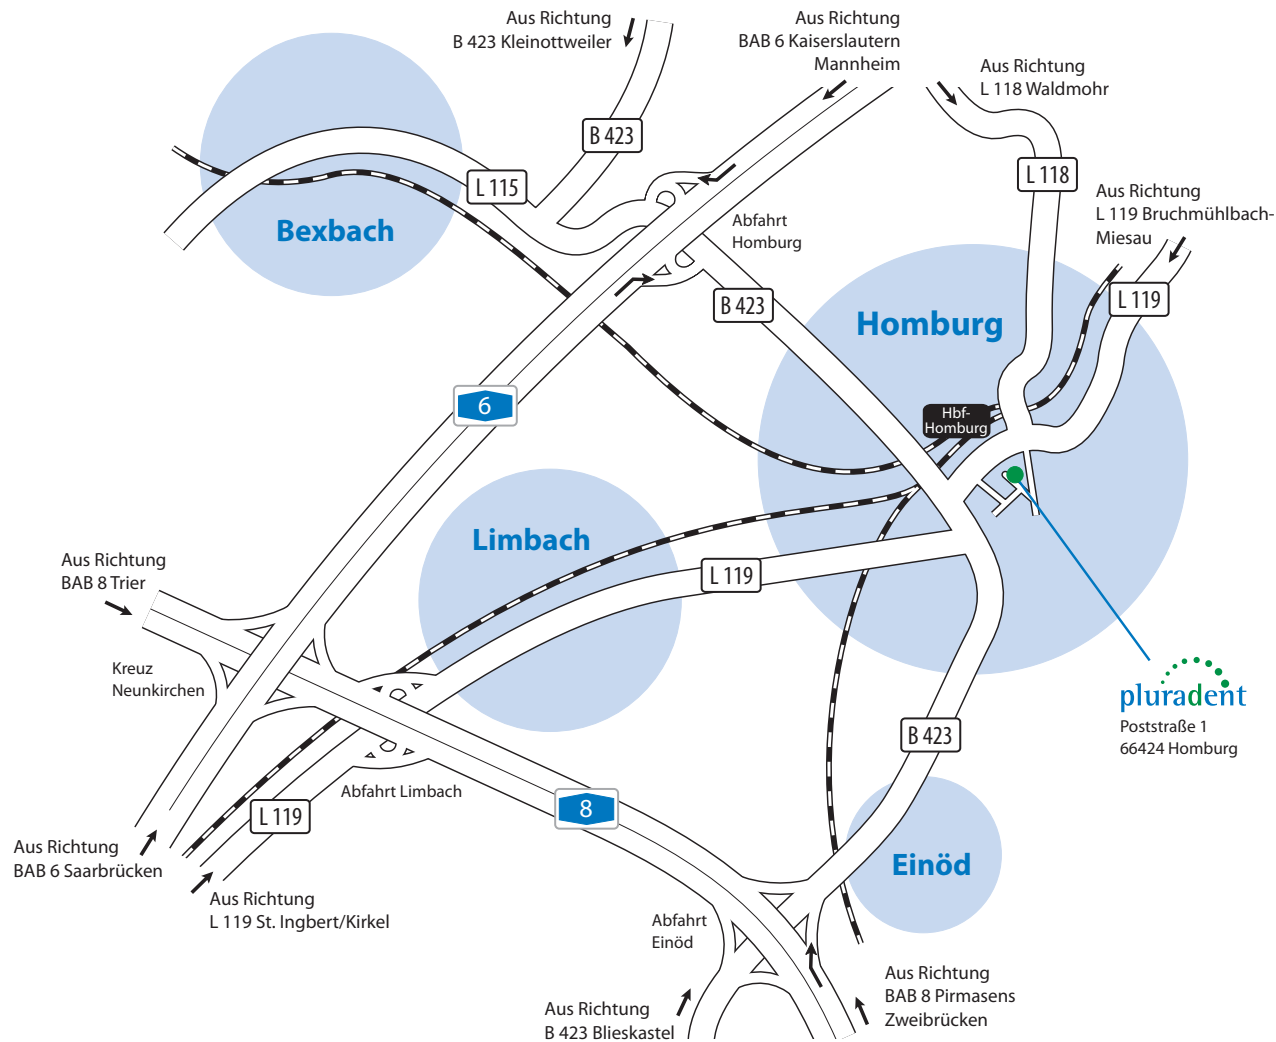 Aus Richtung
B 423 Kleinottweiler
Aus Richtung
BAB 6 Kaiserslautern
Mannheim
Aus Richtung
L 118 Waldmohr
B 423
L 115
L 118
Aus Richtung
L 119 Bruchmühlbach-
Miesau
Bexbach
Abfahrt
Homburg
B 423
L 119
Homburg
6
Hbf-
Homburg
Limbach
Aus Richtung
BAB 8 Trier
L 119
Kreuz
Neunkirchen
pluradent
Poststraße 1
66424 Homburg
B 423
Abfahrt Limbach
8
L 119
Aus Richtung
BAB 6 Saarbrücken
Einöd
Aus Richtung
L 119 St. Ingbert/Kirkel
Abfahrt
Einöd
Aus Richtung
BAB 8 Pirmasens
Zweibrücken
Aus Richtung
B 423 Blieskastel